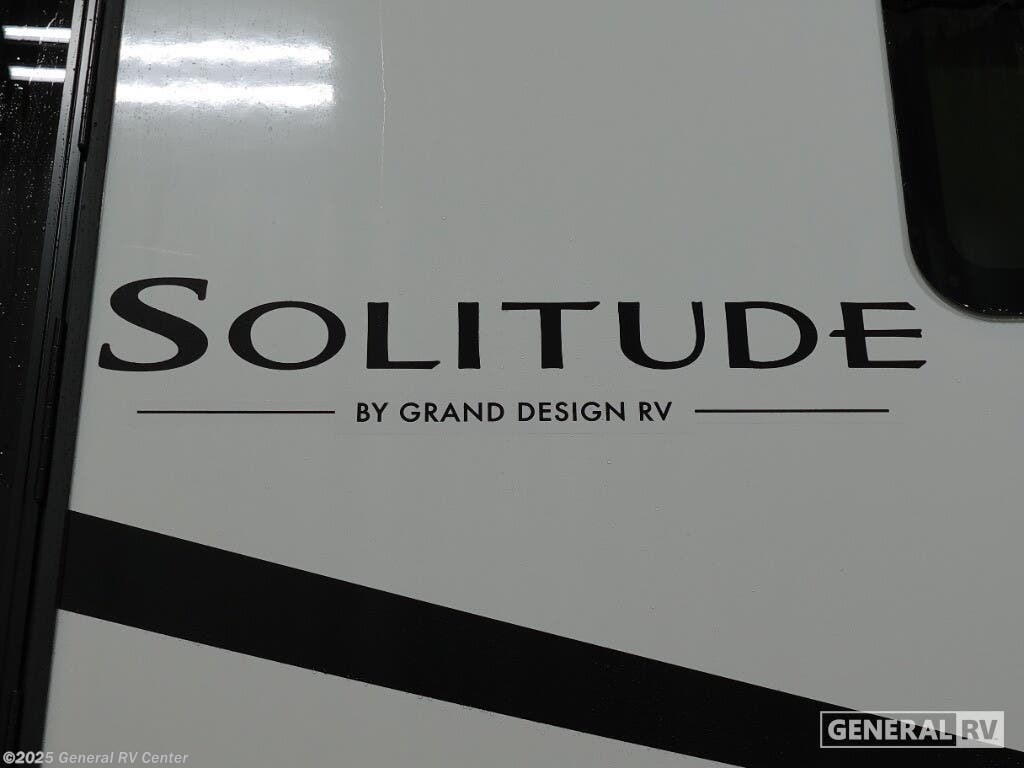 SOLITUDE
BY GRAND DESIGN RV
GENERAL RV
©2025 General RV Center